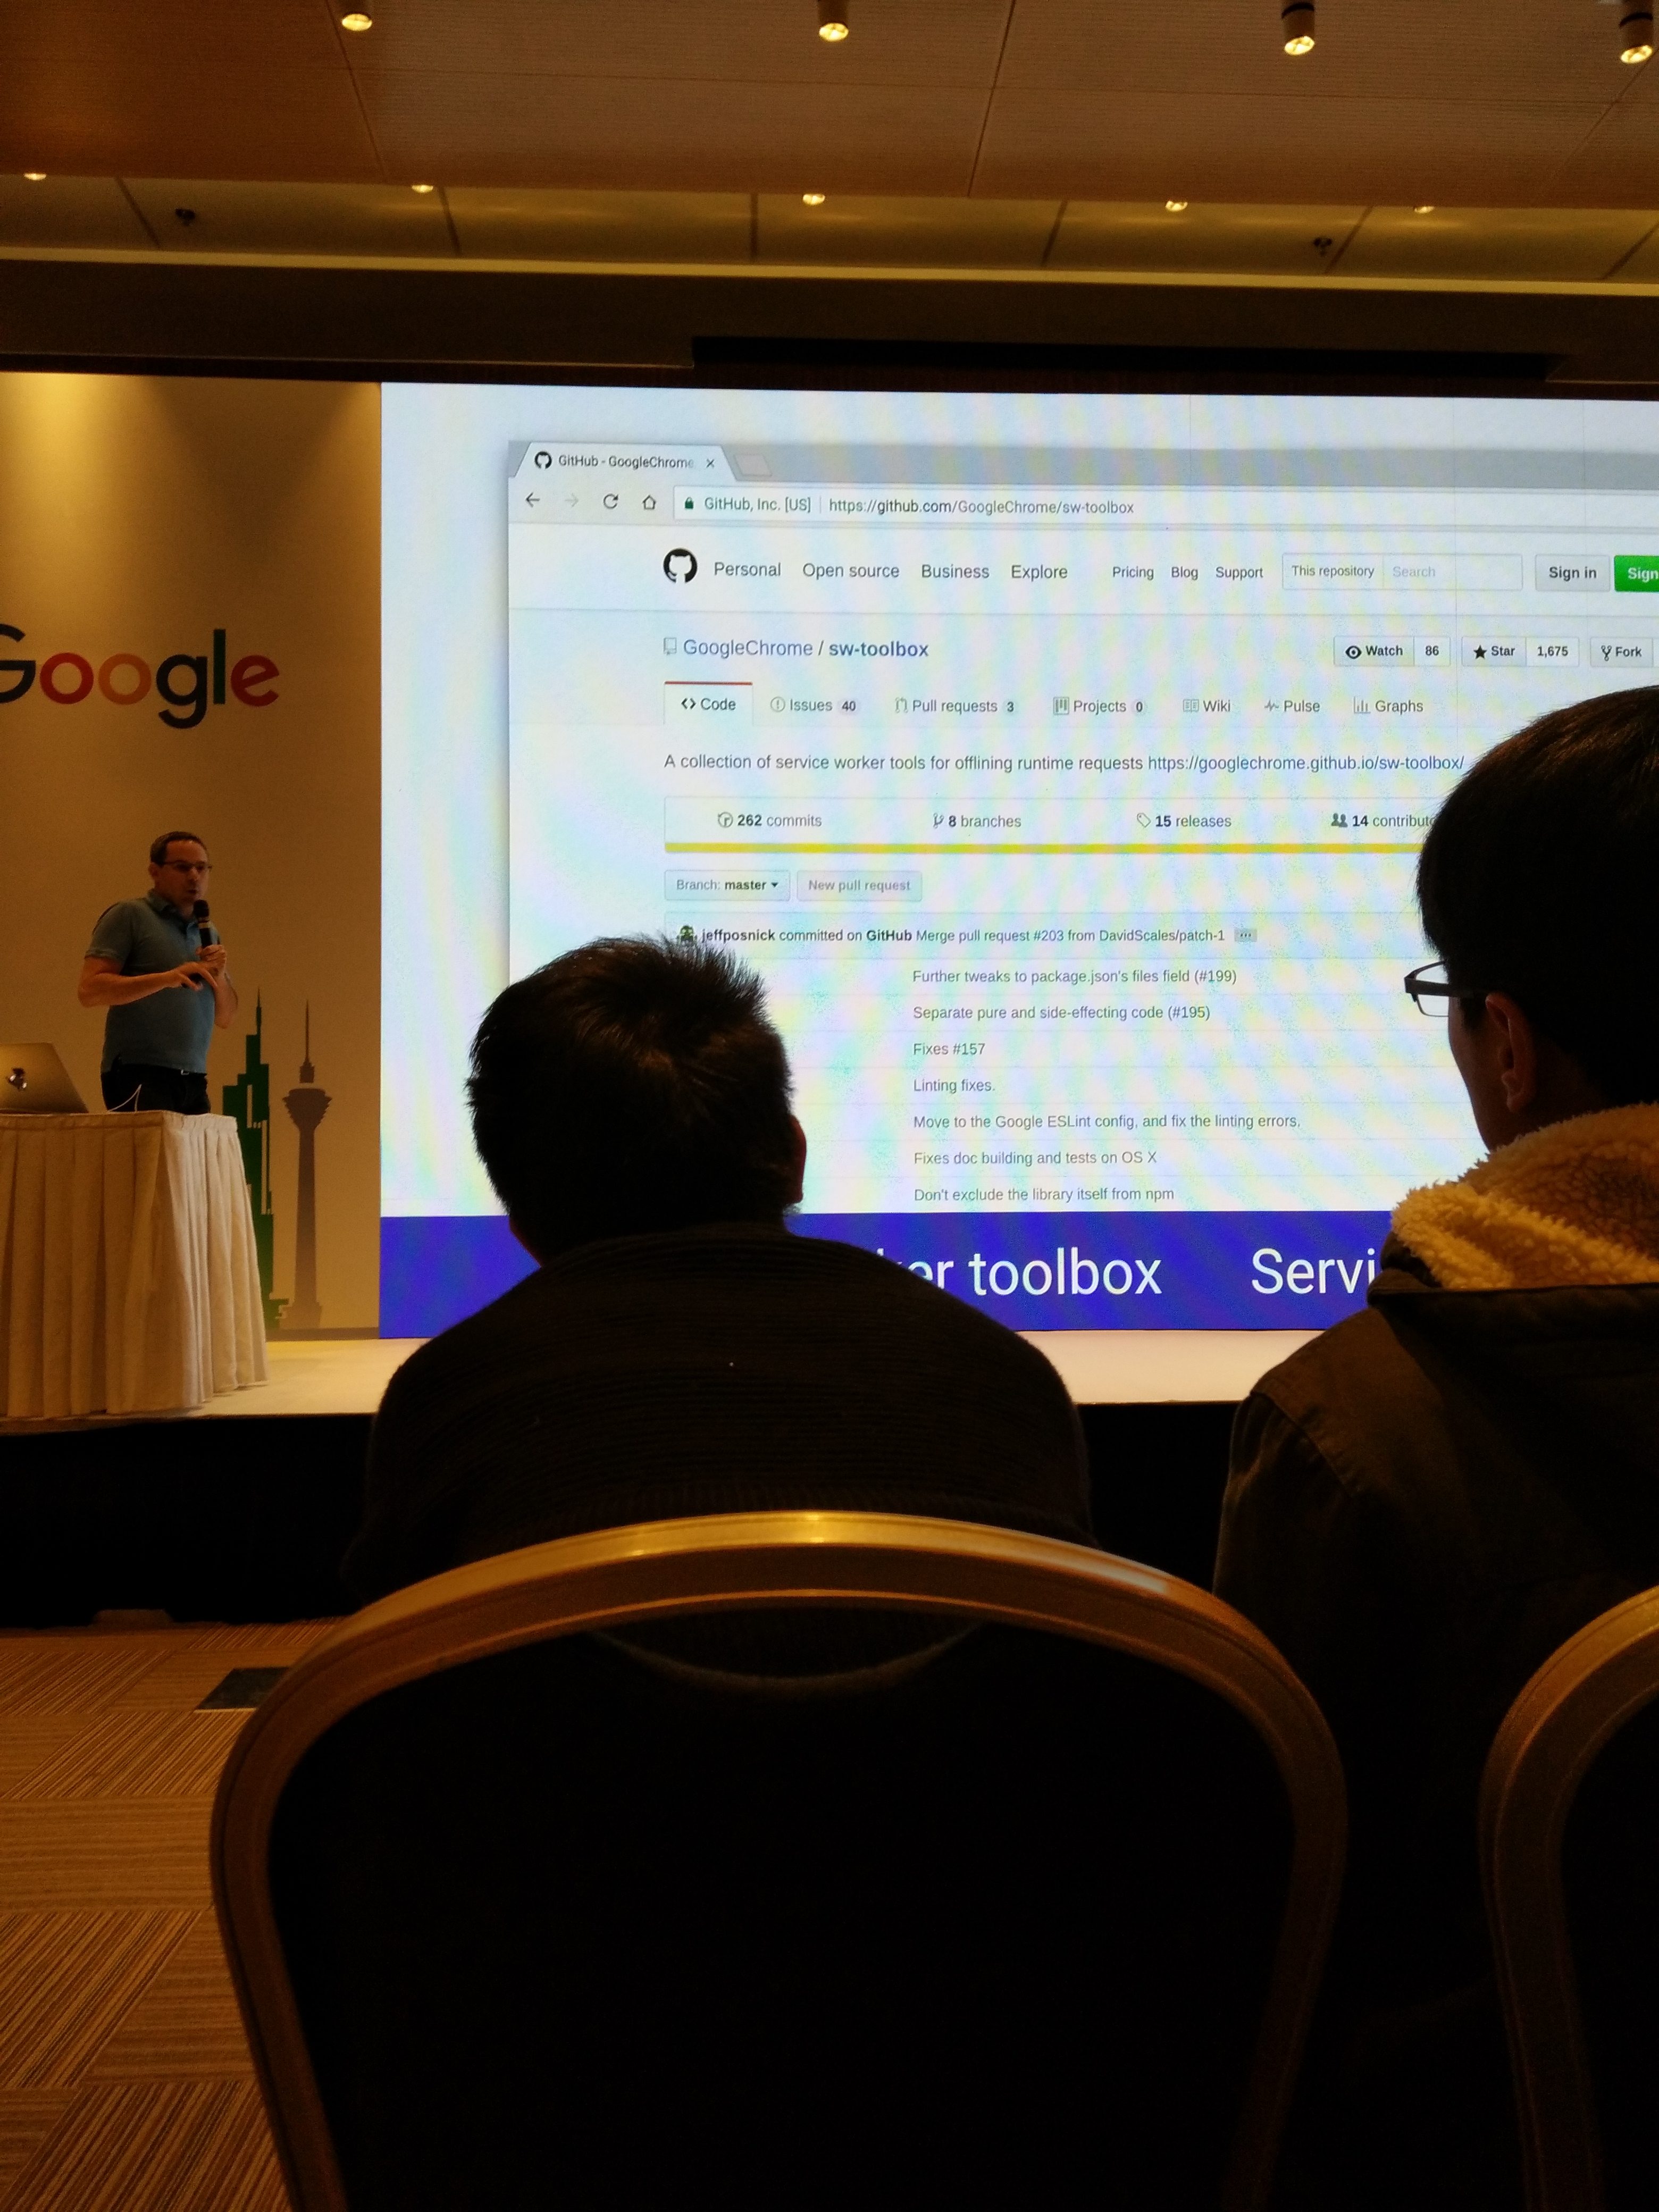 Google
GitHub - GoogleChrome
GitHub, Inc. [US] https://github.com/GoogleChrome/sw-toolbox
Personal Open source Business Explore Pricing Blog Support This repository Search Sign in Sign
GoogleChrome / sw-toolbox Watch 86 Star 1,675 Fork
Code Issues 40 Pull requests 3 Projects 0 Wiki Pulse Graphs
A collection of service worker tools for offlining runtime requests https://googlechrome.github.io/sw-toolbox/
262 commits 8 branches 15 releases 14 contribut
Branch: master New pull request
jeffposnick committed on GitHub Merge pull request #203 from DavidScales/patch-1 ...
Further tweaks to package.json's files field (#199)
Separate pure and side-effecting code (#195)
Fixes #157
Linting fixes.
Move to the Google ESLint config, and fix the linting errors.
Fixes doc building and tests on OS X
Don't exclude the library itself from npm
er toolbox Servi